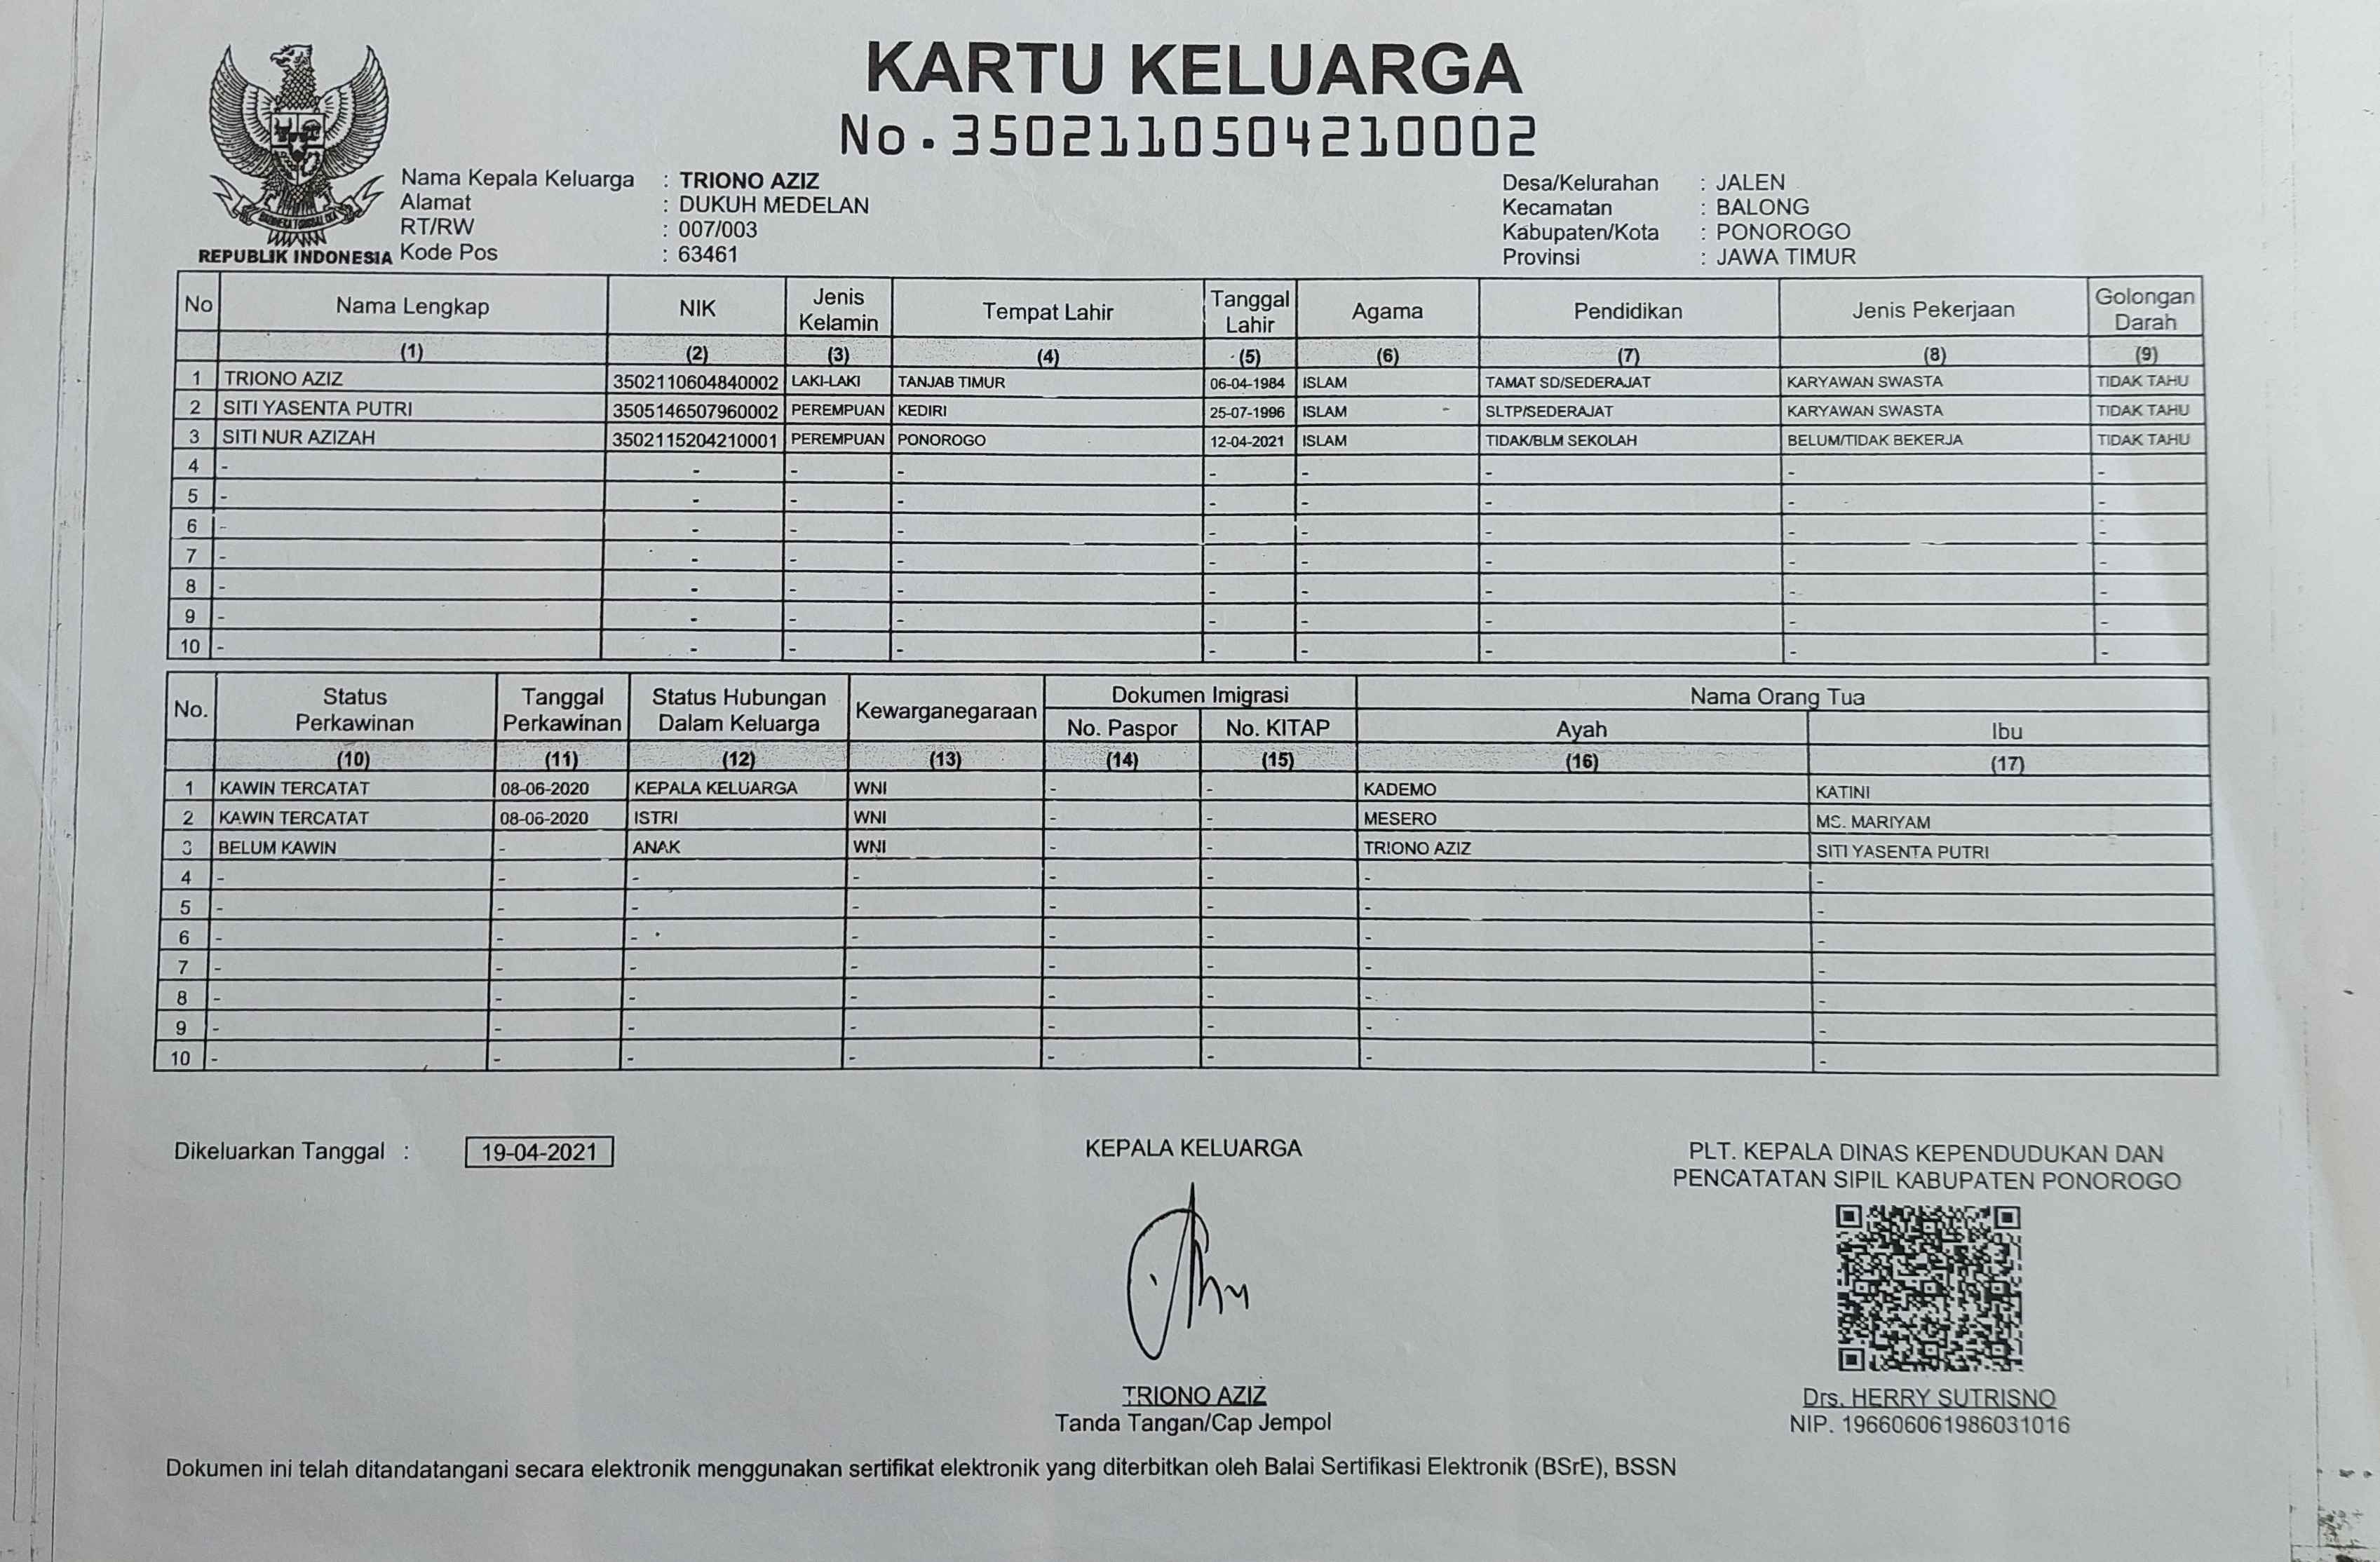 KARTU KELUARGA
No.3502110504210002
Nama Kepala Keluarga : TRIONO AZIZ
Alamat : DUKUH MEDELAN
RT/RW : 007/003
Kode Pos : 63461
REPUBLIK INDONESIA
Desa/Kelurahan : JALEN
Kecamatan : BALONG
Kabupaten/Kota : PONOROGO
Provinsi : JAWA TIMUR
No Nama Lengkap NIK Jenis Kelamin Tempat Lahir Tanggal Lahir Agama Pendidikan Jenis Pekerjaan Golongan Darah
(1) (2) (3) (4) (5) (6) (7) (8) (9)
1 TRIONO AZIZ 3502110604840002 LAKI-LAKI TANJAB TIMUR 06-04-1984 ISLAM TAMAT SD/SEDERAJAT KARYAWAN SWASTA TIDAK TAHU
2 SITI YASENTA PUTRI 3505146507960002 PEREMPUAN KEDIRI 25-07-1996 ISLAM SLTP/SEDERAJAT KARYAWAN SWASTA TIDAK TAHU
3 SITI NUR AZIZAH 3502115204210001 PEREMPUAN PONOROGO 12-04-2021 ISLAM TIDAK/BLM SEKOLAH BELUM/TIDAK BEKERJA TIDAK TAHU
4 - - - - - - - - -
5 - - - - - - - - -
6 - - - - - - - - -
7 - - - - - - - - -
8 - - - - - - - - -
9 - - - - - - - - -
10 - - - - - - - - -
No. Status Perkawinan Tanggal Perkawinan Status Hubungan Dalam Keluarga Kewarganegaraan Dokumen Imigrasi Nama Orang Tua
No. Paspor No. KITAP Ayah Ibu
(10) (11) (12) (13) (14) (15) (16) (17)
1 KAWIN TERCATAT 08-06-2020 KEPALA KELUARGA WNI - - KADEMO KATINI
2 KAWIN TERCATAT 08-06-2020 ISTRI WNI - - MESERO MS. MARIYAM
3 BELUM KAWIN - ANAK WNI - - TRIONO AZIZ SITI YASENTA PUTRI
4 - - - - - - - -
5 - - - - - - - -
6 - - - - - - - -
7 - - - - - - - -
8 - - - - - - - -
9 - - - - - - - -
10 - - - - - - - -
Dikeluarkan Tanggal : 19-04-2021
KEPALA KELUARGA
TRIONO AZIZ
Tanda Tangan/Cap Jempol
PLT. KEPALA DINAS KEPENDUDUKAN DAN
PENCATATAN SIPIL KABUPATEN PONOROGO
Drs. HERRY SUTRISNO
NIP. 196606061986031016
Dokumen ini telah ditandatangani secara elektronik menggunakan sertifikat elektronik yang diterbitkan oleh Balai Sertifikasi Elektronik (BSrE), BSSN